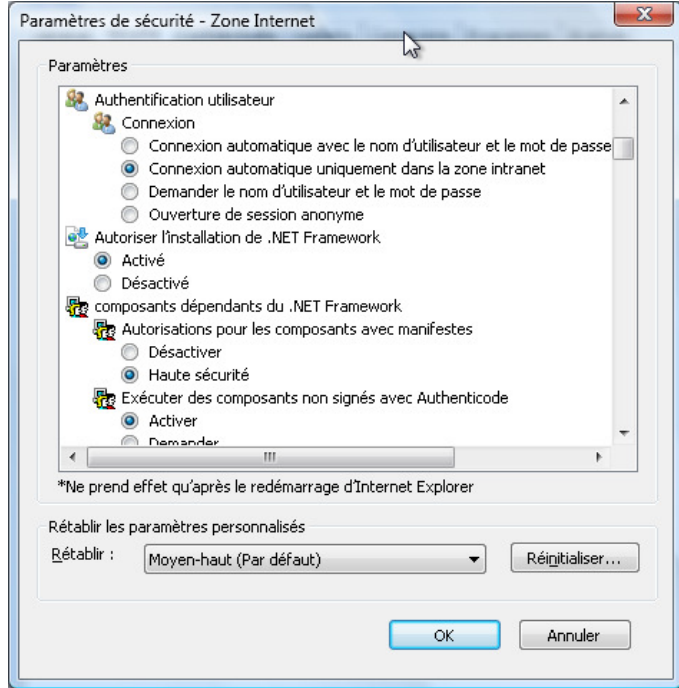 Paramètres de sécurité - Zone Internet
Paramètres
Authentification utilisateur
Connexion
Connexion automatique avec le nom d'utilisateur et le mot de passe
Connexion automatique uniquement dans la zone intranet
Demander le nom d'utilisateur et le mot de passe
Ouverture de session anonyme
Autoriser l'installation de .NET Framework
Activé
Désactivé
composants dépendants du .NET Framework
Autorisations pour les composants avec manifestes
Désactiver
Haute sécurité
Exécuter des composants non signés avec Authenticode
Activer
Demander
*Ne prend effet qu'après le redémarrage d'Internet Explorer
Rétablir les paramètres personnalisés
Rétablir : Moyen-haut (Par défaut) Réinitialiser...
OK Annuler